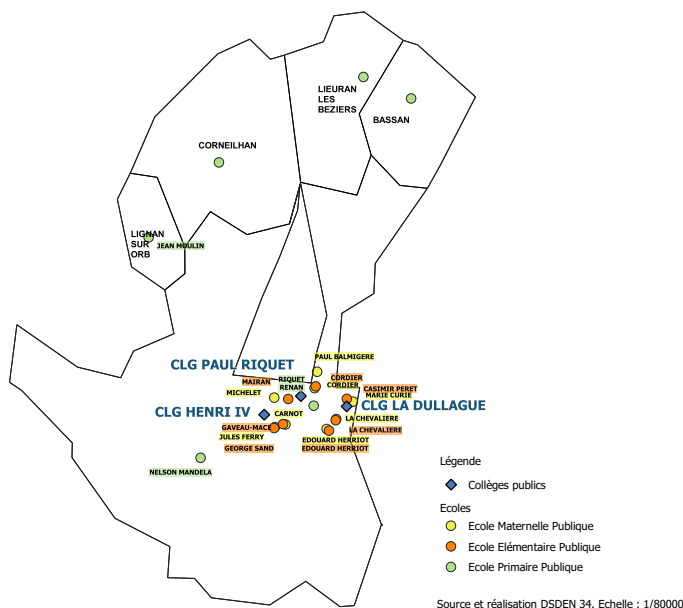 LIEURAN
LES
BEZIERS
BASSAN
CORNEILHAN
LIGNAN
SUR
ORB
JEAN MOULIN
PAUL BALMIGERE
CLG PAUL RIQUET
MAIRAN
RIQUET
RENAN
CORDIER
CORDIER
CASIMIR PERET
MARIE CURIE
MICHELET
CLG HENRI IV
CARNOT
CLG LA DULLAGUE
LA CHEVALIERE
LA CHEVALIERE
GAVEAU-MACE
JULES FERRY
GEORGE SAND
EDOUARD HERRIOT
EDOUARD HERRIOT
NELSON MANDELA
Légende
Collèges publics
Ecoles
Ecole Maternelle Publique
Ecole Elémentaire Publique
Ecole Primaire Publique
Source et réalisation DSDEN 34. Echelle : 1/80000